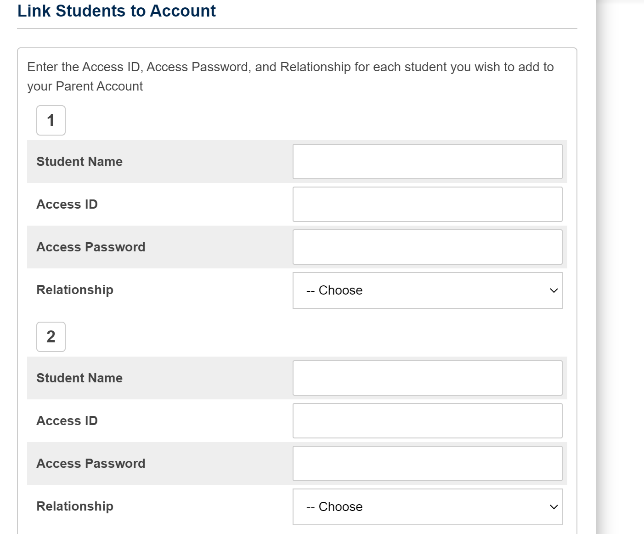 Link Students to Account
Enter the Access ID, Access Password, and Relationship for each student you wish to add to
your Parent Account
1
Student Name
Access ID
Access Password
Relationship -- Choose
2
Student Name
Access ID
Access Password
Relationship -- Choose